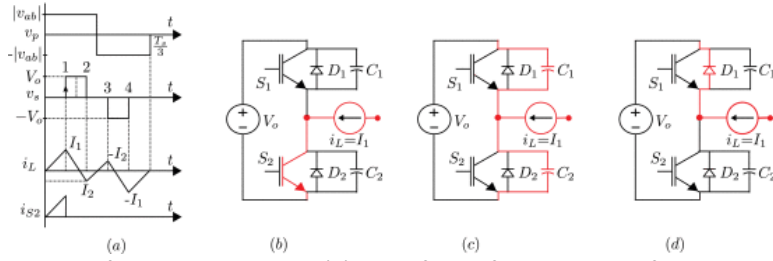 |v_ab|
v_p
-|v_ab|
t
T_s/3
V_o
v_s
-V_o
1 2
3 4
t
i_L
I_1
I_2
-I_2
-I_1
t
i_S2
t
(a)
S_1
D_1
C_1
V_o
i_L=I_1
S_2
D_2
C_2
(b)
S_1
D_1
C_1
V_o
i_L=I_1
S_2
D_2
C_2
(c)
S_1
D_1
C_1
V_o
i_L=I_1
S_2
D_2
C_2
(d)